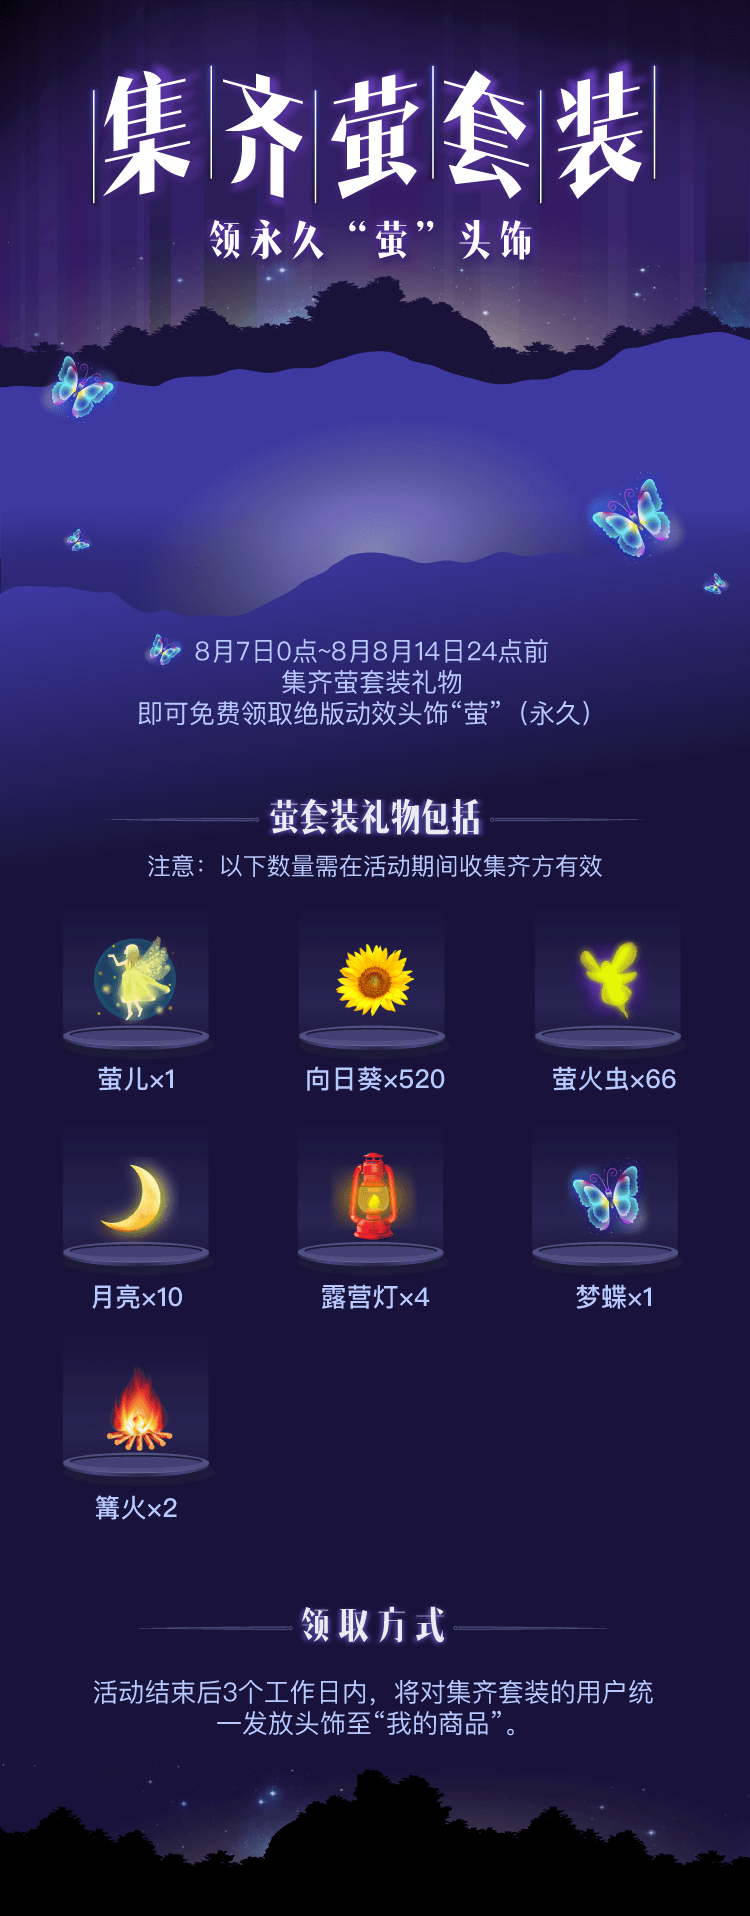 集齐萤套装
领永久“萤”头饰
8月7日0点~8月8月14日24点前
集齐萤套装礼物
即可免费领取绝版动效头饰“萤”（永久）
萤套装礼物包括
注意：以下数量需在活动期间收集齐方有效
萤儿×1
向日葵×520
萤火虫×66
月亮×10
露营灯×4
梦蝶×1
篝火×2
领取方式
活动结束后3个工作日内，将对集齐套装的用户统
一发放头饰至“我的商品”。